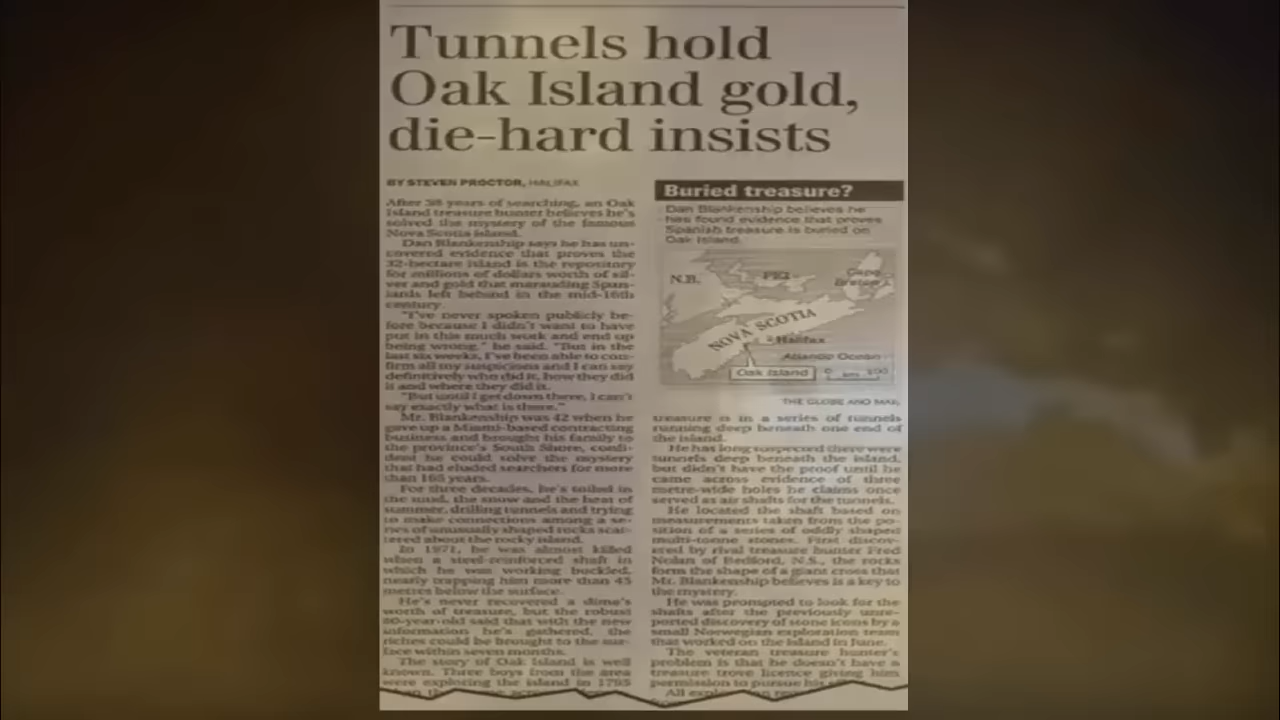 Tunnels hold
Oak Island gold,
die-hard insists
BY STEVEN PROCTOR, HALIFAX
After 38 years of searching, an Oak
Island treasure hunter believes he's
solved the mystery of the famous
Nova Scotia island.
Dan Blankenship says he has un-
covered evidence that proves the
32-hectare island is the repository
for millions of dollars worth of sil-
ver and gold that marauding Span-
iards left behind in the mid-16th
century.
"I've never spoken publicly be-
fore because I didn't want to have
put in this much work and end up
being wrong," he said. "But in the
last six weeks, I've been able to con-
firm all my suspicions and I can say
definitively who did it, how they did
it and where they did it.
"But until I get down there, I can't
say exactly what is there."
Mr. Blankenship was 42 when he
gave up a Miami-based contracting
business and brought his family to
the province's South Shore, confi-
dent he could solve the mystery
that had eluded searchers for more
than 165 years.
For three decades, he's toiled in
the mud, the snow and the heat of
summer, drilling tunnels and trying
to make connections among a se-
ries of unusually shaped rocks scat-
tered about the rocky island.
In 1971, he was almost killed
when a steel-reinforced shaft in
which he was working buckled,
nearly trapping him more than 45
metres below the surface.
He's never recovered a dime's
worth of treasure, but the robust
80-year-old said that with the new
information he's gathered, the
riches could be brought to the sur-
face within seven months.
The story of Oak Island is well
known. Three boys from the area
were exploring the island in 1795
Buried treasure?
Dan Blankenship believes he
has found evidence that proves
Spanish treasure is buried on
Oak Island.
N.B.
PEI
Cape
Breton
NOVA SCOTIA
Halifax
Atlantic Ocean
Oak Island
0 km 100
THE GLOBE AND MAIL
treasure is in a series of tunnels
running deep beneath one end of
the island.
He has long suspected there were
tunnels deep beneath the island,
but didn't have the proof until he
came across evidence of three
metre-wide holes he claims once
served as air shafts for the tunnels.
He located the shaft based on
measurements taken from the po-
sition of a series of oddly shaped
multi-tonne stones. First discov-
ered by rival treasure hunter Fred
Nolan of Bedford, N.S., the rocks
form the shape of a giant cross that
Mr. Blankenship believes is a key to
the mystery.
He was prompted to look for the
shafts after the previously unre-
ported discovery of stone icons by a
small Norwegian exploration team
that worked on the island in June.
The veteran treasure hunter's
problem is that he doesn't have a
treasure trove licence giving him
permission to pursue his
All